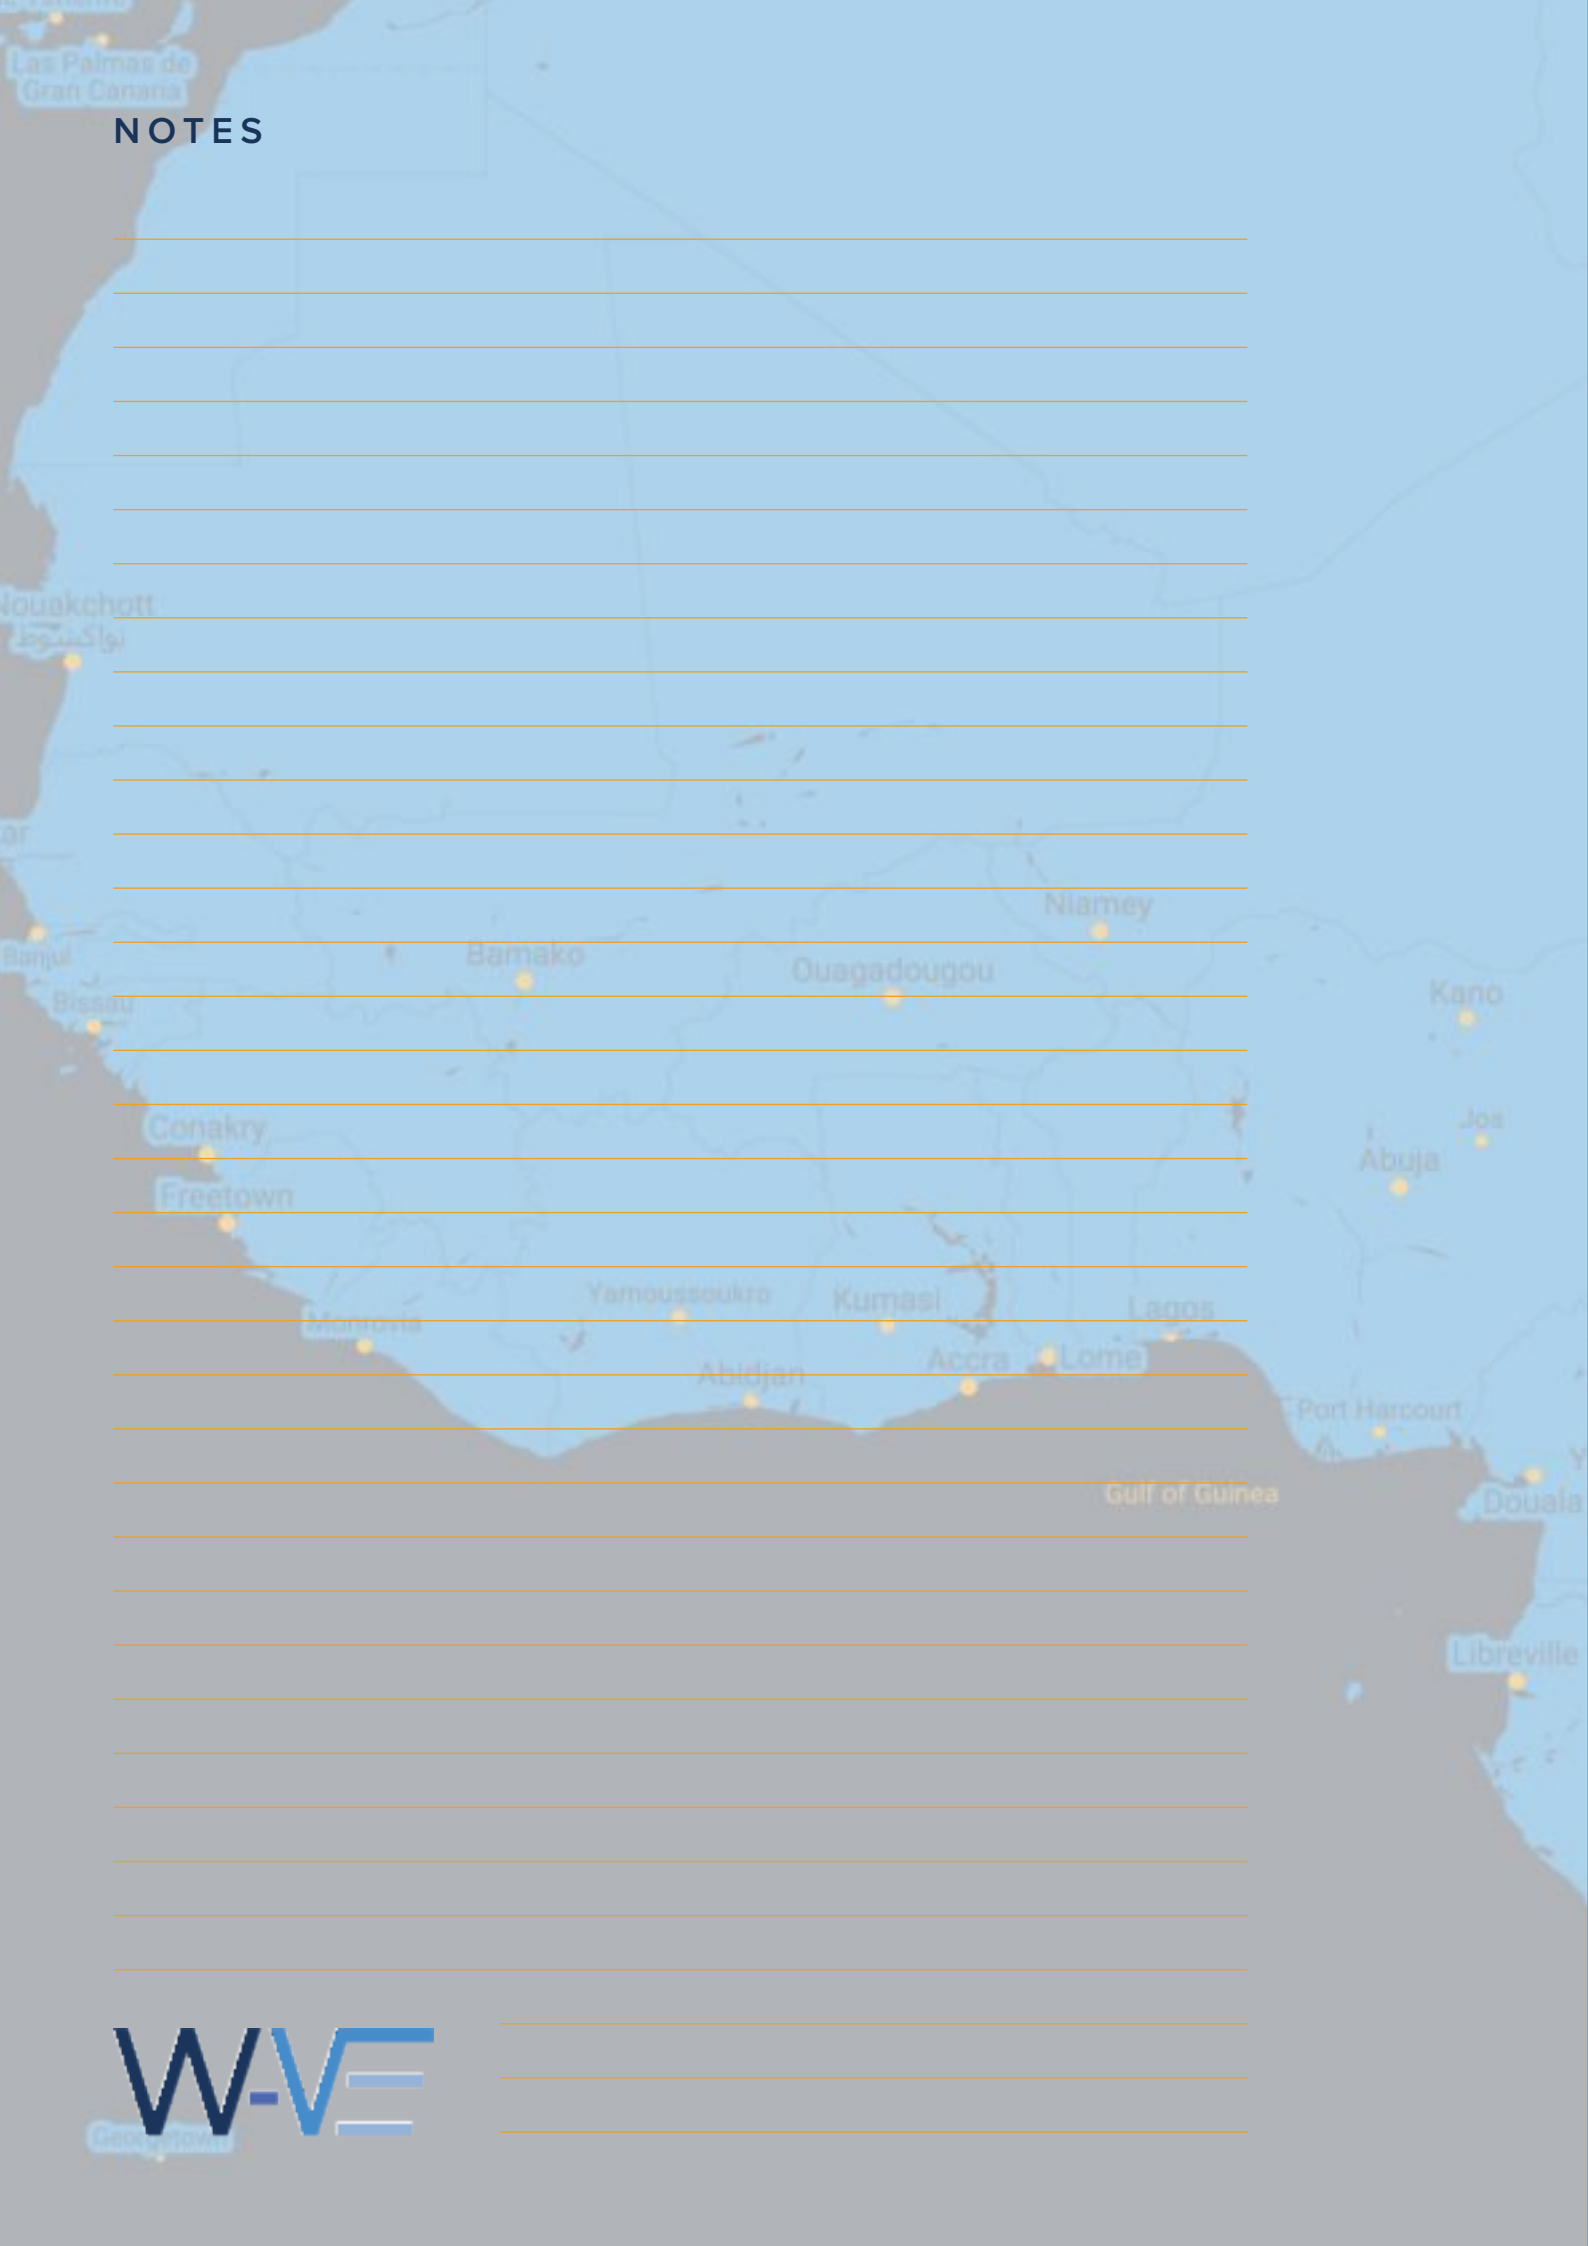 Las Palmas de
Gran Canaria
NOTES
Nouakchott
نواكشوط
Niamey
Bamako
Ouagadougou
Banjul
Kano
Bissau
Jos
Conakry
Abuja
Freetown
Yamoussoukro
Kumasi
Lagos
Monrovia
Accra
Lome
Abidjan
Port Harcourt
Gulf of Guinea
Douala
Libreville
W-VE
Georgetown